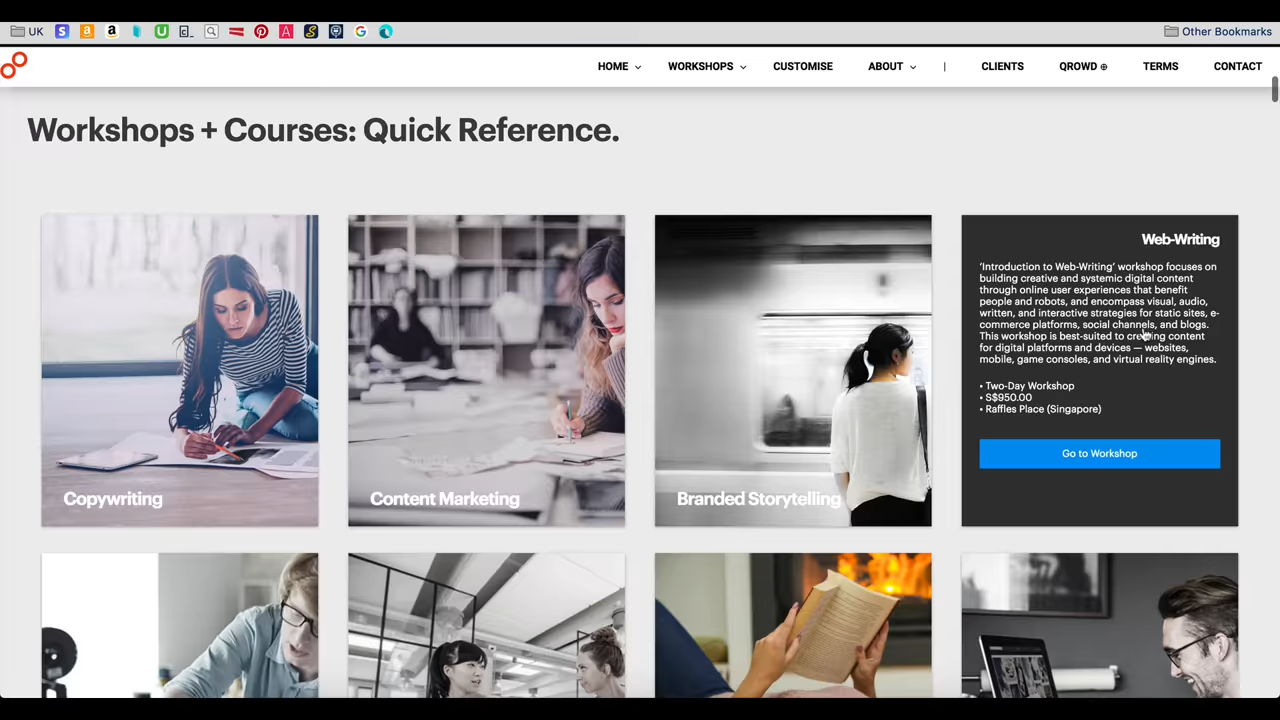 UK
Other Bookmarks
HOME WORKSHOPS CUSTOMISE ABOUT | CLIENTS QROWD TERMS CONTACT
Workshops + Courses: Quick Reference.
Web-Writing
‘Introduction to Web-Writing’ workshop focuses on
building creative and systemic digital content
through online user experiences that benefit
people and robots, and encompass visual, audio,
written, and interactive strategies for static sites, e-
commerce platforms, social channels, and blogs.
This workshop is best-suited to creating content
for digital platforms and devices — websites,
mobile, game consoles, and virtual reality engines.
• Two-Day Workshop
• S$950.00
• Raffles Place (Singapore)
Go to Workshop
Copywriting
Content Marketing
Branded Storytelling